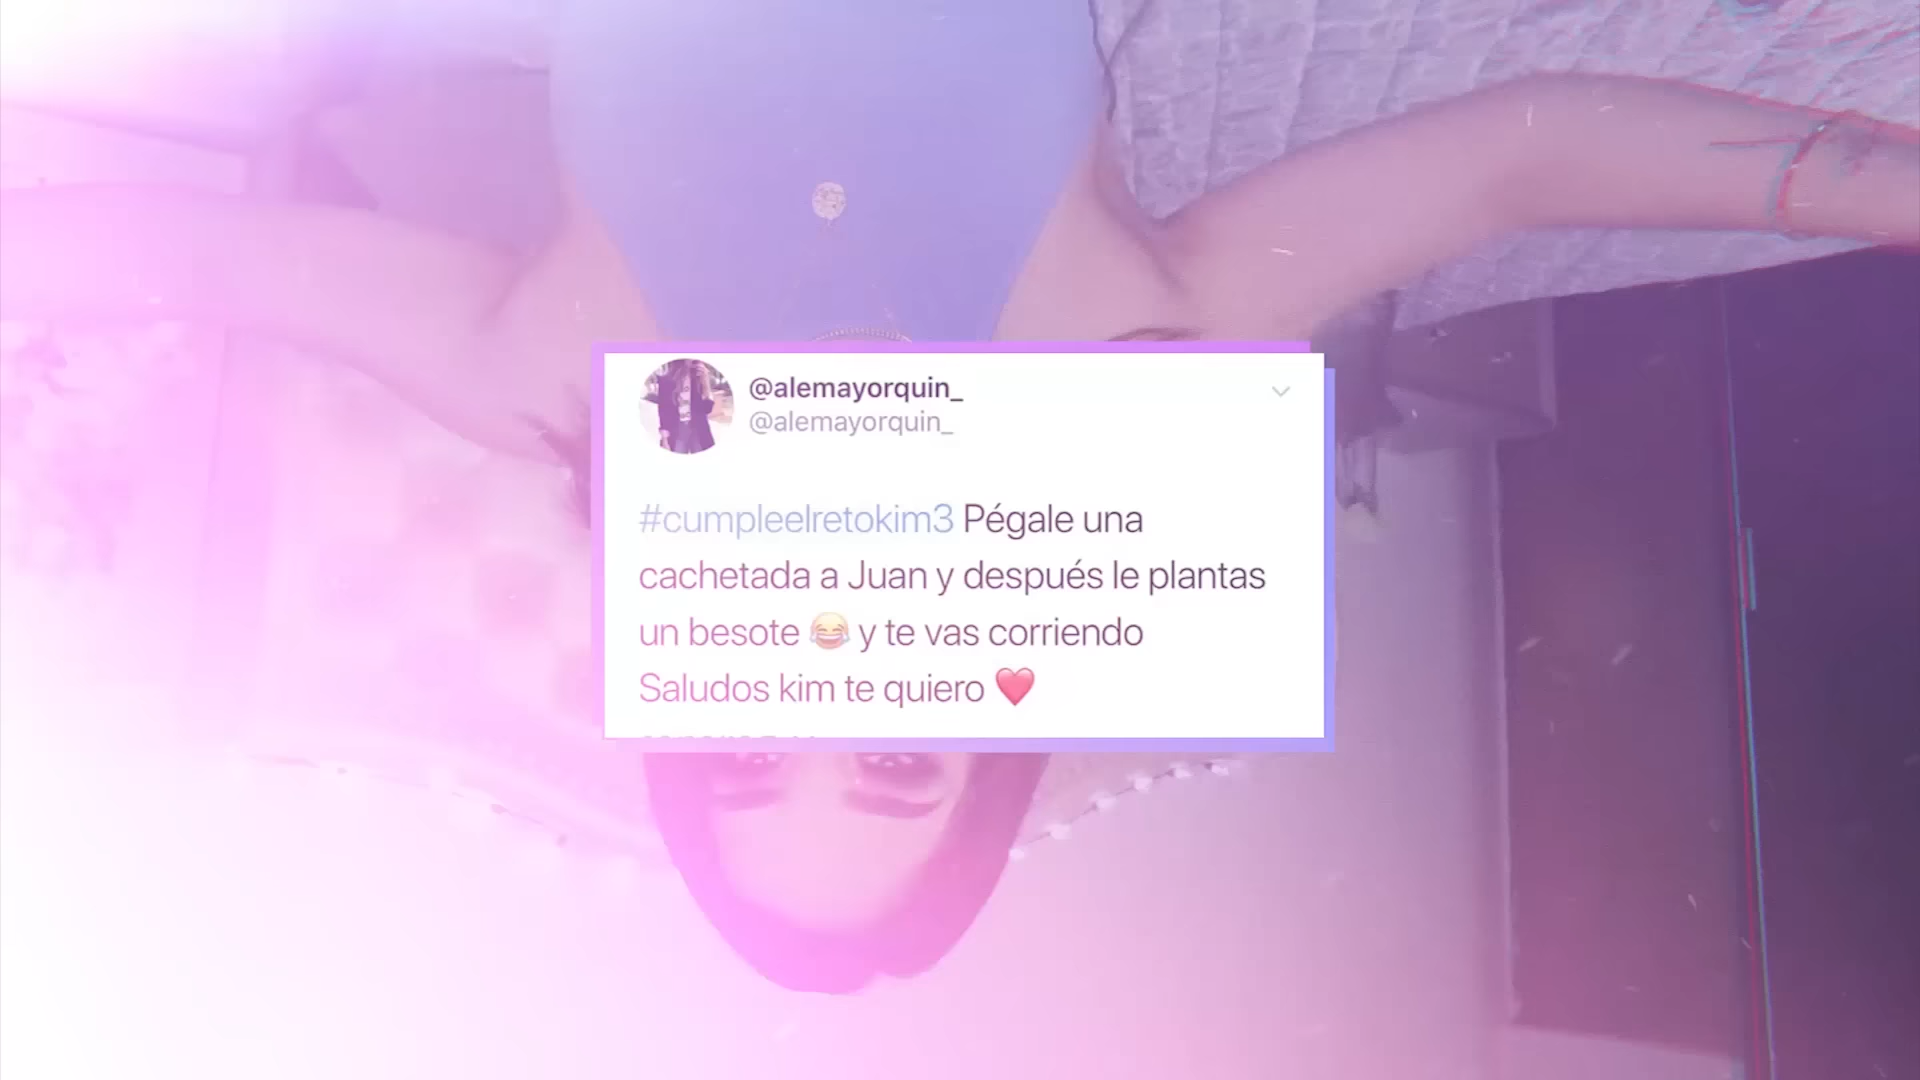 @alemayorquin_
@alemayorquin_
#cumpleelretokim3 Pégale una
cachetada a Juan y después le plantas
un besote 😂 y te vas corriendo
Saludos kim te quiero ❤️